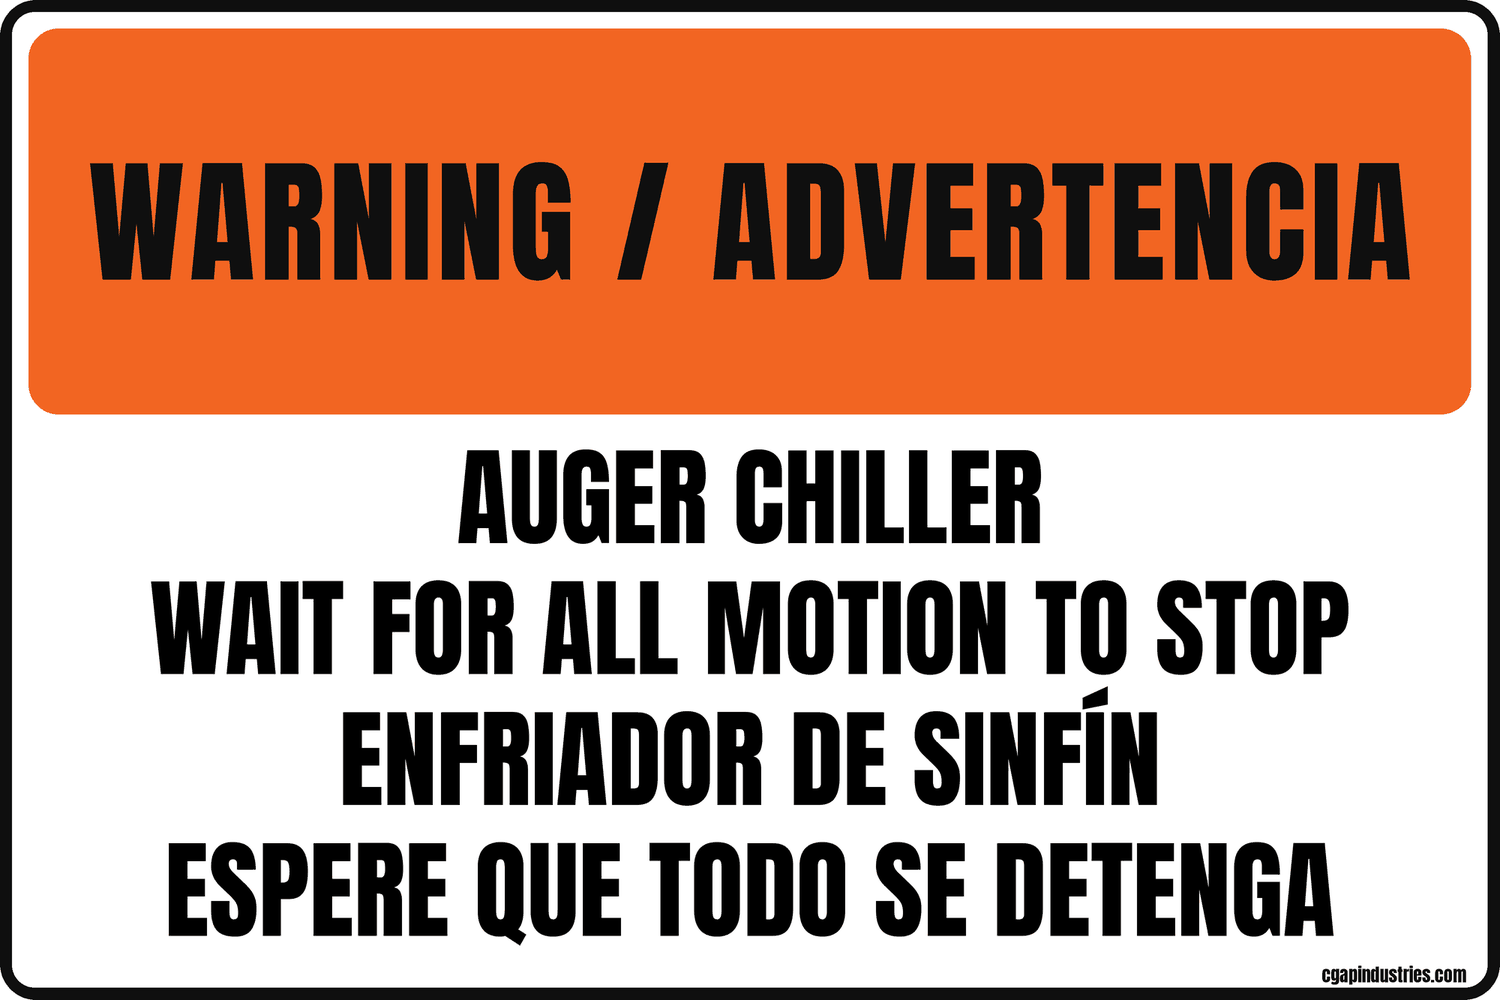 WARNING / ADVERTENCIA
AUGER CHILLER
WAIT FOR ALL MOTION TO STOP
ENFRIADOR DE SINFÍN
ESPERE QUE TODO SE DETENGA
cgapindustries.com